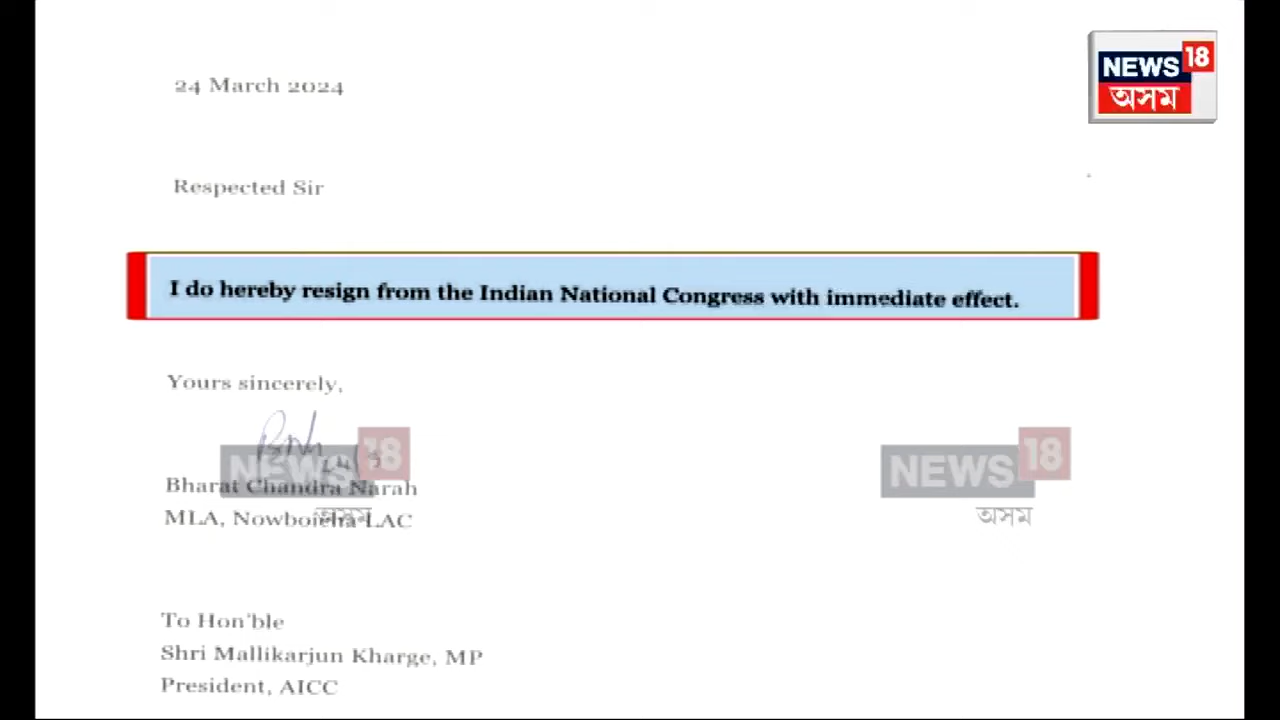 NEWS 18
অসম
24 March 2024
Respected Sir
I do hereby resign from the Indian National Congress with immediate effect.
Yours sincerely,
NEWS 18
অসম
Bharat Chandra Narah
MLA, Nowboicha LAC
NEWS 18
অসম
To Hon'ble
Shri Mallikarjun Kharge, MP
President, AICC